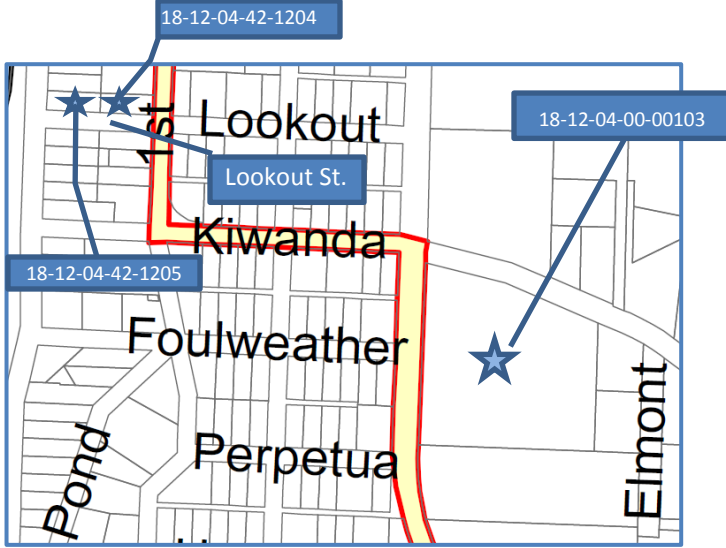 18-12-04-42-1204
18-12-04-00-00103
1st
Lookout
Lookout St.
Kiwanda
18-12-04-42-1205
Foulweather
Elmont
Pond
Perpetua